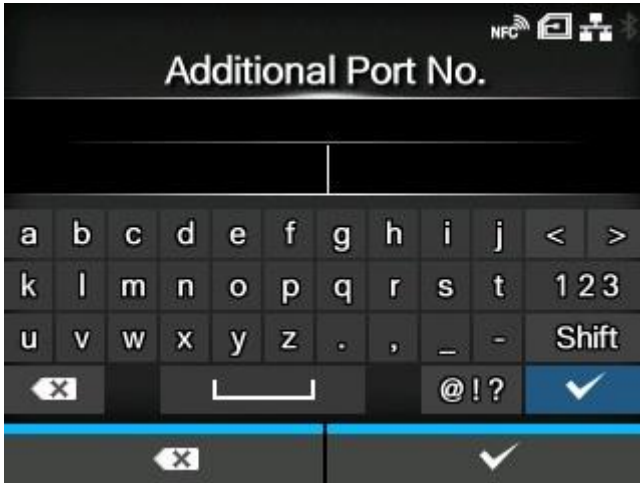 NFC
Additional Port No.
a b c d e f g h i j < >
k l m n o p q r s t 123
u v w x y z . , _ - Shift
@!?